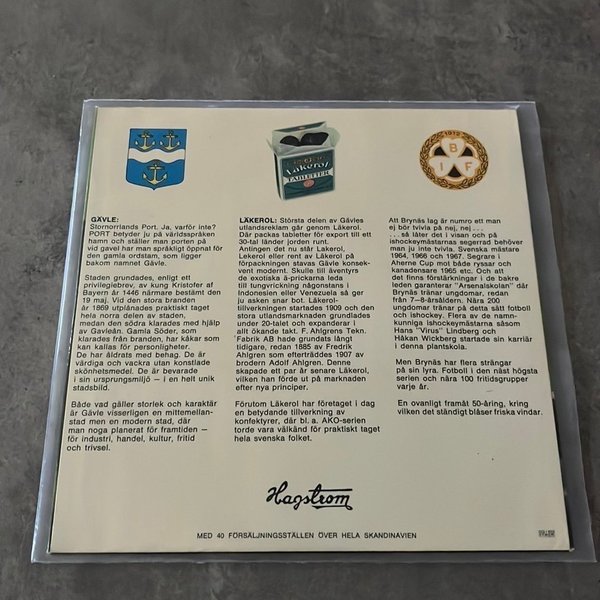 1912
B
I F
Läkerol
TABLETTER
GÄVLE:
Stornorrlands Port. Ja, varför inte?
PORT betyder ju på världsspråken
hamn och ställer man porten på
vid gavel har man språkligt öppnat för
den gamla ordstam, som ligger
bakom namnet Gävle.
Staden grundades, enligt ett
privilegiebrev, av kung Kristofer af
Bayern år 1446 närmare bestämt den
19 maj. Vid den stora branden
år 1869 utplånades praktiskt taget
hela norra delen av staden,
medan den södra klarades med hjälp
av Gavleån. Gamla Söder, som
klarades från branden, har kåkar som
kan kallas för personligheter.
De har åldrats med behag. De är
värdiga och vackra utan konstlade
skönhetsmedel. De är bevarade
i sin ursprungsmiljö — i en helt unik
stadsbild.
Både vad gäller storlek och karaktär
är Gävle visserligen en mittemellan-
stad men en modern stad, där
man noga planerat för framtiden —
för industri, handel, kultur, fritid
och trivsel.
LÄKEROL: Största delen av Gävles
utlandsreklam går genom Läkerol.
Där packas tabletter för export till ett
30-tal länder jorden runt.
Antingen det nu står Lakerol,
Lekerol eller rent av Läkerol på
förpackningen stavas Gävle konsek-
vent modernt. Skulle till äventyrs
de exotiska ä-prickarna leda
till tungvrickning någonstans i
Indonesien eller Venezuela så ger
ju asken snar bot. Läkerol-
tillverkningen startades 1909 och den
stora utlandsmarknaden grundlades
under 20-talet och expanderar i
allt ökande takt. F. Ahlgrens Tekn.
Fabrik AB hade grundats långt
tidigare, redan 1885 av Fredrik
Ahlgren som efterträddes 1907 av
brodern Adolf Ahlgren. Denne
skapade ett par år senare Läkerol,
vilken han förde ut på marknaden
efter nya principer.
Förutom Läkerol har företaget i dag
en betydande tillverkning av
konfektyrer, där bl. a. AKO-serien
torde vara välkänd för praktiskt taget
hela svenska folket.
Att Brynäs lag är numro ett man
ej bör tvivla på nej, nej . . .
. . . så låter det i visan och på
ishockeymästarnas segerrad behöver
man ju inte tvivla. Svenska mästare
1964, 1966 och 1967. Segrare i
Aherne Cup mot både ryssar och
kanadensare 1965 etc. Och att
det finns förstärkningar i de bakre
leden garanterar "Arsenalskolan" där
Brynäs tränar ungdomar, redan
från 7—8-årsåldern. Nära 200
ungdomar tränar på detta sätt fotboll
och ishockey. Flera av de namn-
kunniga ishockeymästarna såsom
Hans "Virus" Lindberg och
Håkan Wickberg startade sin karriär
i denna plantskola.
Men Brynäs har flera strängar
på sin lyra. Fotboll i den näst högsta
serien och nära 100 fritidsgrupper
varje år.
En ovanligt framåt 50-åring, kring
vilken det ständigt blåser friska vindar.
Hagstrom
MED 40 FÖRSÄLJNINGSSTÄLLEN ÖVER HELA SKANDINAVIEN